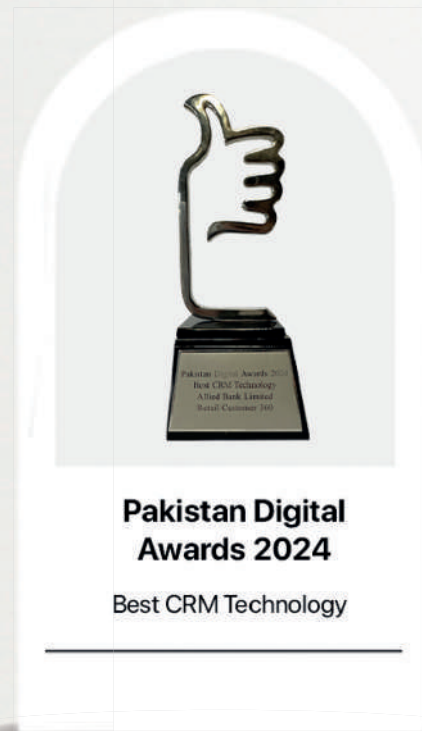 Pakistan Digital Awards 2024
Best CRM Technology
Allied Bank Limited
Retail Customer 360
Pakistan Digital
Awards 2024
Best CRM Technology